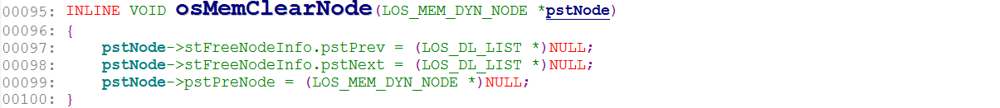 00095: INLINE VOID osMemClearNode(LOS_MEM_DYN_NODE *pstNode)
00096: {
00097:     pstNode->stFreeNodeInfo.pstPrev = (LOS_DL_LIST *)NULL;
00098:     pstNode->stFreeNodeInfo.pstNext = (LOS_DL_LIST *)NULL;
00099:     pstNode->pstPreNode = (LOS_MEM_DYN_NODE *)NULL;
00100: }